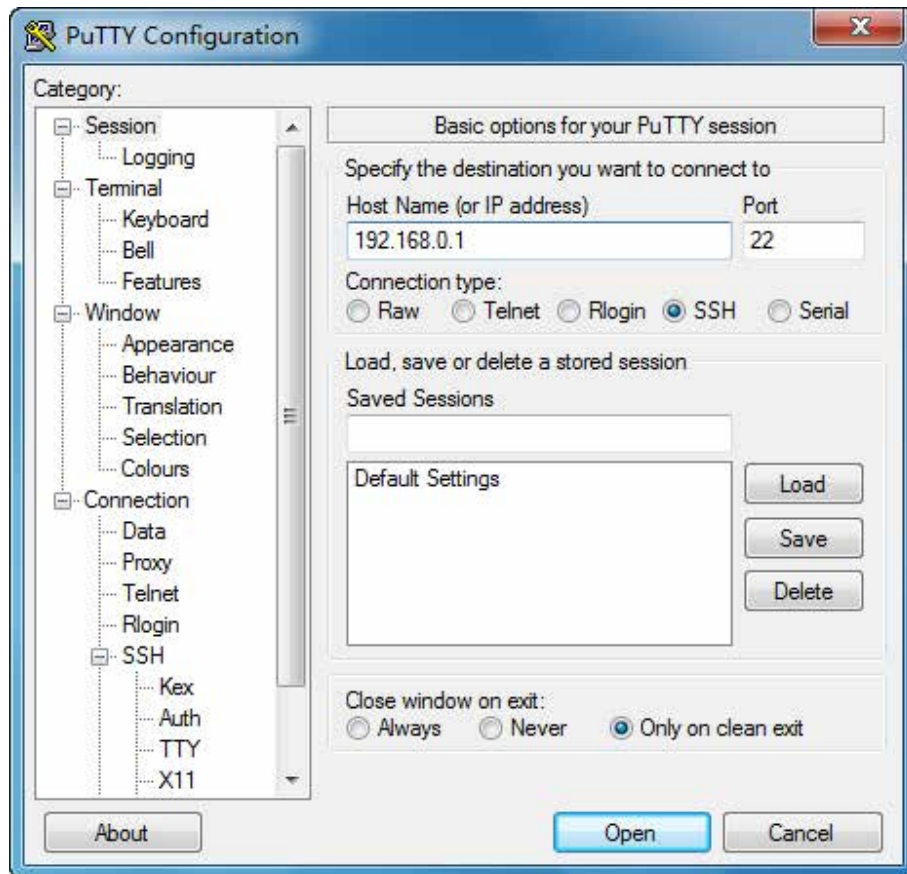 PuTTY Configuration
Category:
Session
Logging
Terminal
Keyboard
Bell
Features
Window
Appearance
Behaviour
Translation
Selection
Colours
Connection
Data
Proxy
Telnet
Rlogin
SSH
Kex
Auth
TTY
X11
Basic options for your PuTTY session
Specify the destination you want to connect to
Host Name (or IP address) Port
192.168.0.1 22
Connection type:
Raw Telnet Rlogin SSH Serial
Load, save or delete a stored session
Saved Sessions
Default Settings
Load
Save
Delete
Close window on exit:
Always Never Only on clean exit
About Open Cancel